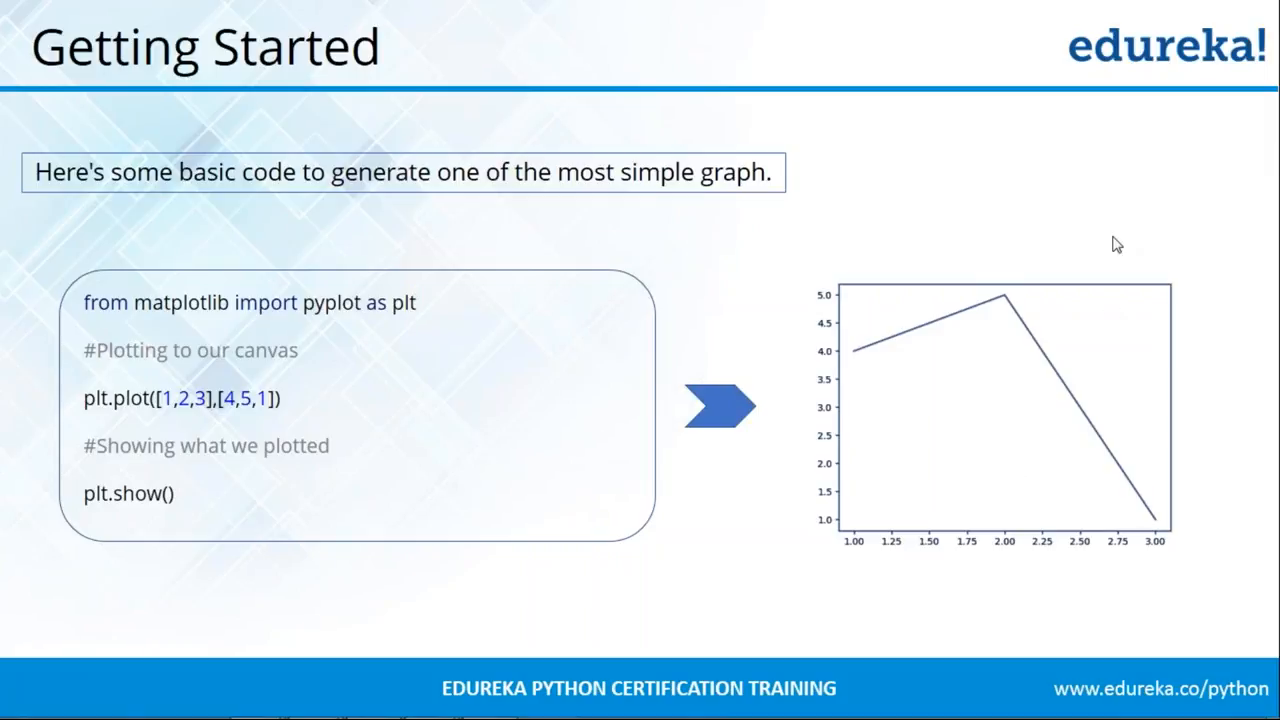 Getting Started
edureka!
Here's some basic code to generate one of the most simple graph.
from matplotlib import pyplot as plt
#Plotting to our canvas
plt.plot([1,2,3],[4,5,1])
#Showing what we plotted
plt.show()
5.0
4.5
4.0
3.5
3.0
2.5
2.0
1.5
1.0
1.00 1.25 1.50 1.75 2.00 2.25 2.50 2.75 3.00
EDUREKA PYTHON CERTIFICATION TRAINING
www.edureka.co/python